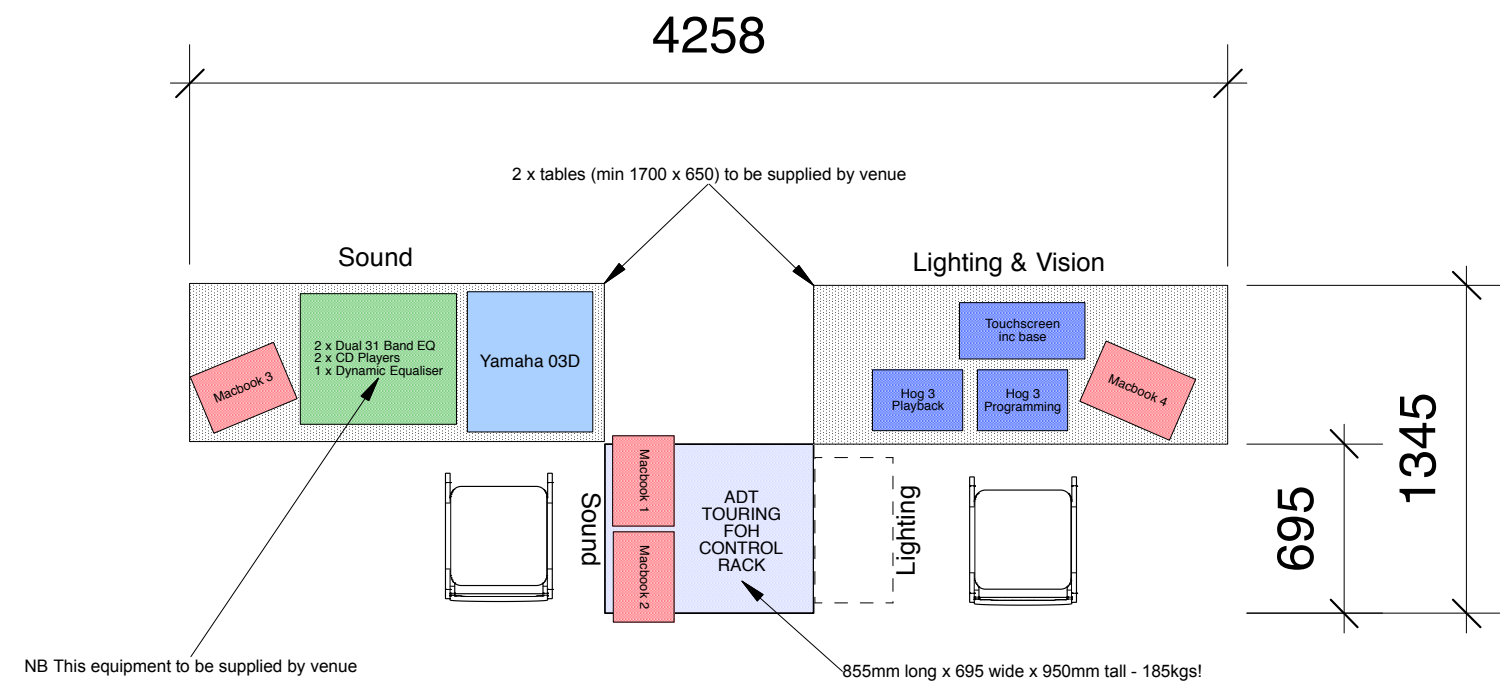 4258
2 x tables (min 1700 x 650) to be supplied by venue
Sound
Lighting & Vision
Macbook 3
2 x Dual 31 Band EQ
2 x CD Players
1 x Dynamic Equaliser
Yamaha 03D
Touchscreen
inc base
Hog 3
Playback
Hog 3
Programming
Macbook 4
Sound
Macbook 1
Macbook 2
ADT
TOURING
FOH
CONTROL
RACK
Lighting
695
1345
NB This equipment to be supplied by venue
855mm long x 695 wide x 950mm tall - 185kgs!